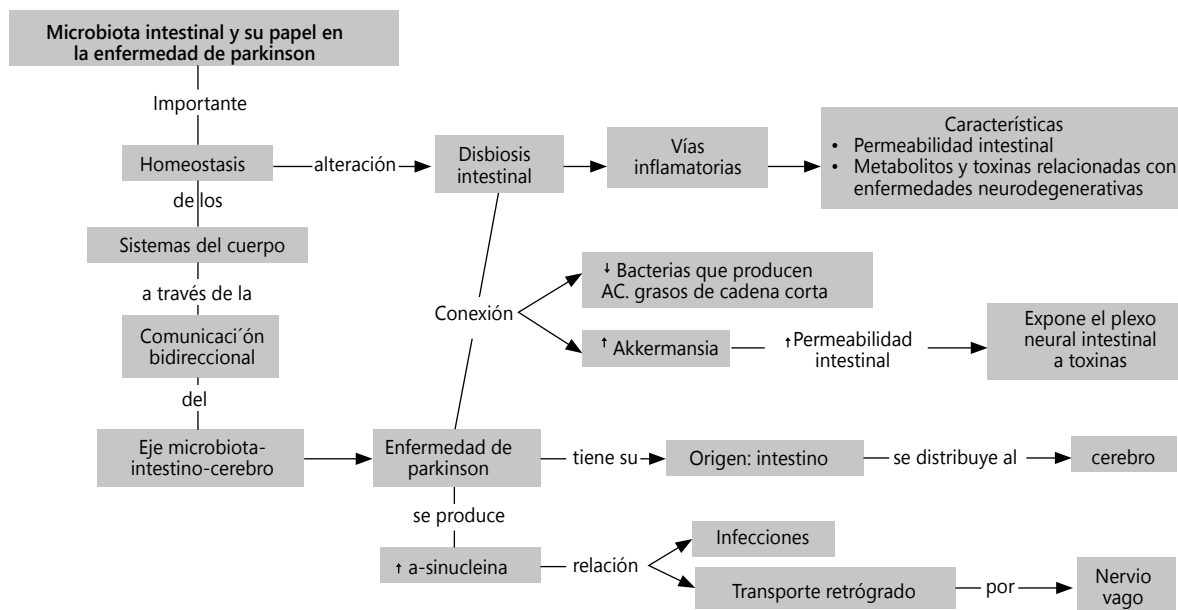 Microbiota intestinal y su papel en
la enfermedad de parkinson
Importante
Homeostasis
alteración
Disbiosis
intestinal
Vías
inflamatorias
Características
• Permeabilidad intestinal
• Metabolitos y toxinas relacionadas con
enfermedades neurodegenerativas
de los
Sistemas del cuerpo
a través de la
Comunicaci´ón
bidireccional
del
Eje microbiota-
intestino-cerebro
Conexión
↓ Bacterias que producen
AC. grasos de cadena corta
↑ Akkermansia
↑Permeabilidad
intestinal
Expone el plexo
neural intestinal
a toxinas
Enfermedad de
parkinson
tiene su
Origen: intestino
se distribuye al
cerebro
se produce
↑ a-sinucleina
relación
Infecciones
Transporte retrógrado
por
Nervio
vago